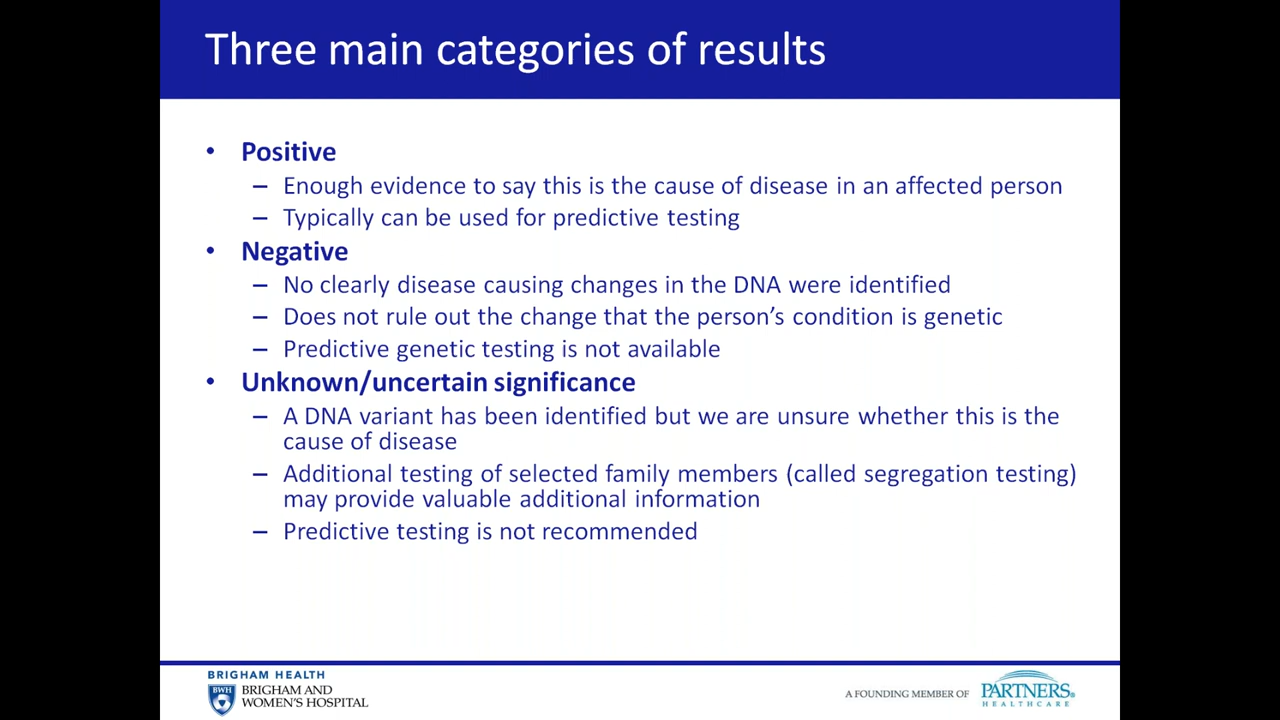 Three main categories of results
• Positive
– Enough evidence to say this is the cause of disease in an affected person
– Typically can be used for predictive testing
• Negative
– No clearly disease causing changes in the DNA were identified
– Does not rule out the change that the person’s condition is genetic
– Predictive genetic testing is not available
• Unknown/uncertain significance
– A DNA variant has been identified but we are unsure whether this is the
cause of disease
– Additional testing of selected family members (called segregation testing)
may provide valuable additional information
– Predictive testing is not recommended
BRIGHAM HEALTH
BWH
BRIGHAM AND
WOMEN’S HOSPITAL
A FOUNDING MEMBER OF
PARTNERS®
HEALTHCARE